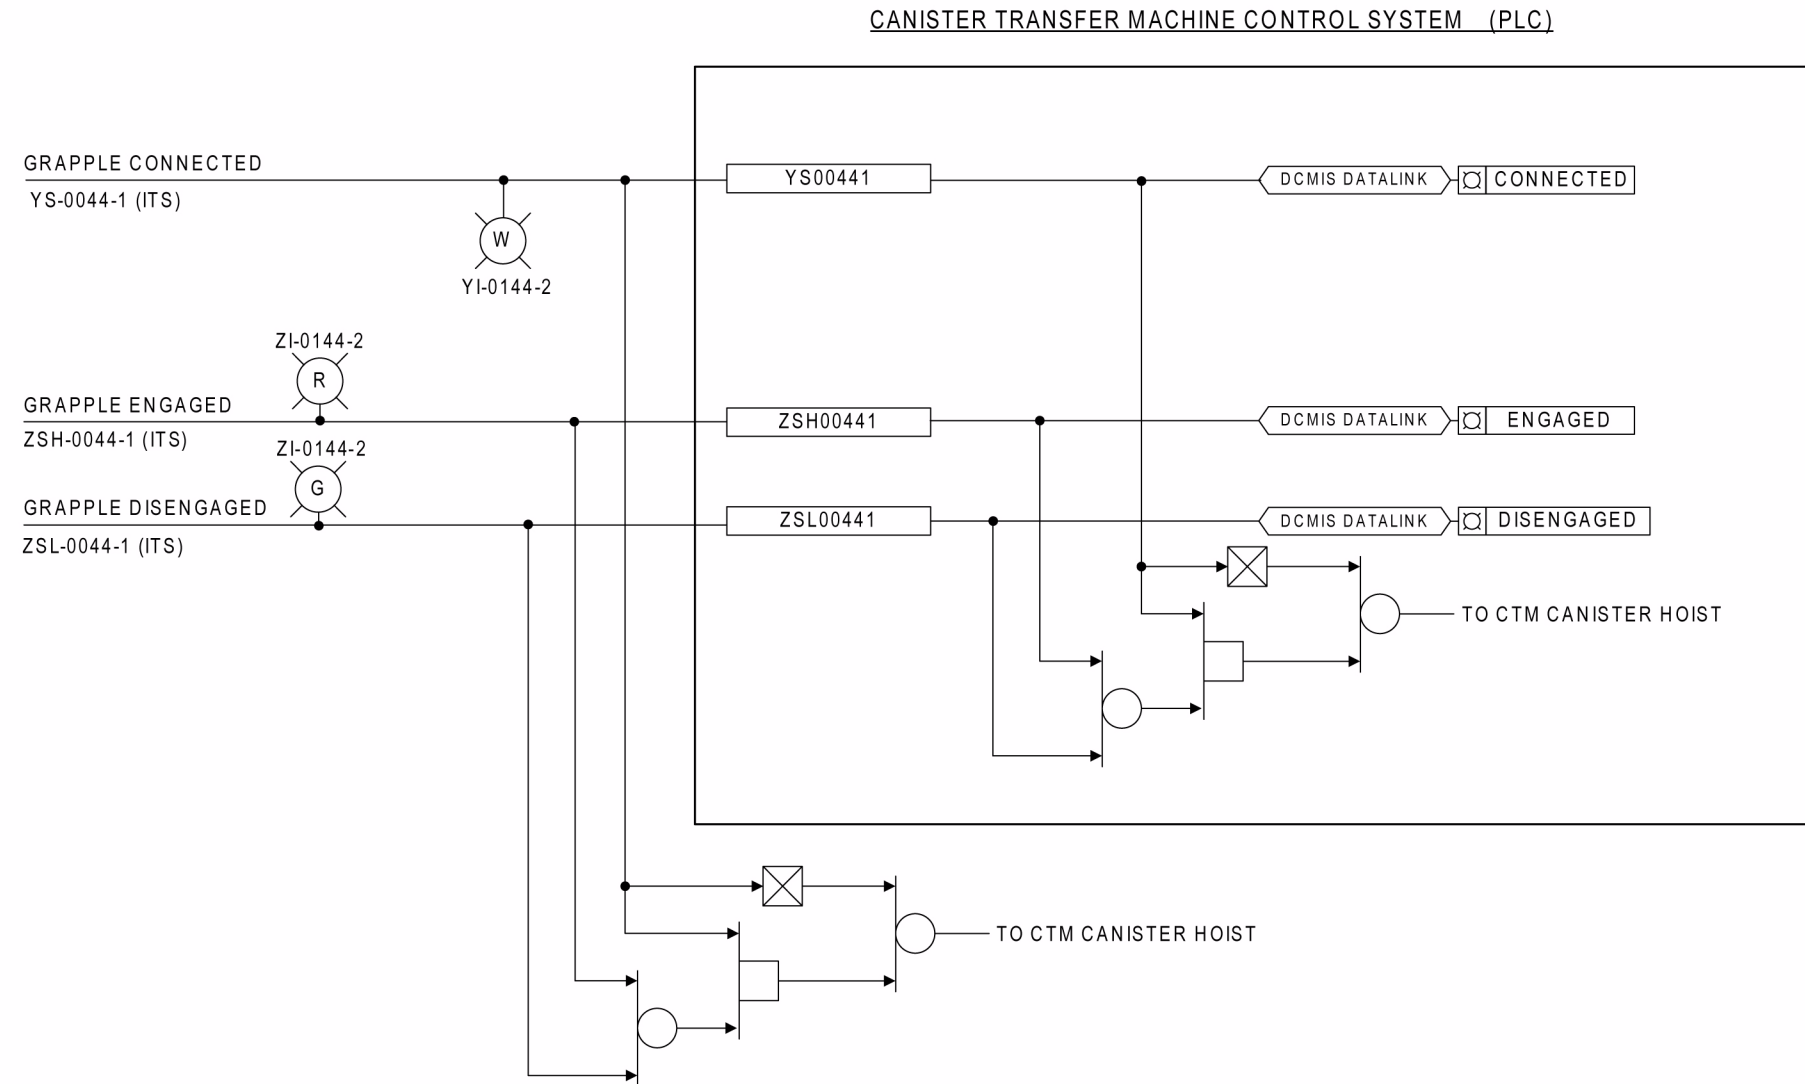 CANISTER TRANSFER MACHINE CONTROL SYSTEM (PLC)
GRAPPLE CONNECTED
YS-0044-1 (ITS)
YS00441
DCMIS DATALINK
CONNECTED
W
YI-0144-2
ZI-0144-2
R
GRAPPLE ENGAGED
ZSH-0044-1 (ITS)
ZSH00441
DCMIS DATALINK
ENGAGED
ZI-0144-2
G
GRAPPLE DISENGAGED
ZSL-0044-1 (ITS)
ZSL00441
DCMIS DATALINK
DISENGAGED
TO CTM CANISTER HOIST
TO CTM CANISTER HOIST